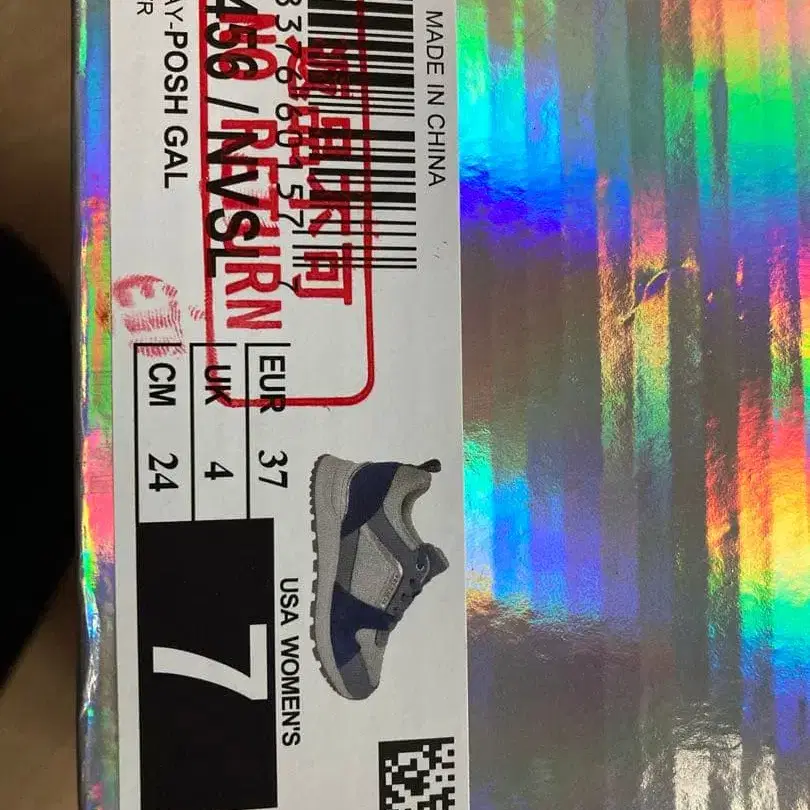 MADE IN CHINA
337660157
456 / NVSL
AY-POSH GAL
NO RETURN
EUR 37
UK 4
CM 24
USA WOMEN'S
7